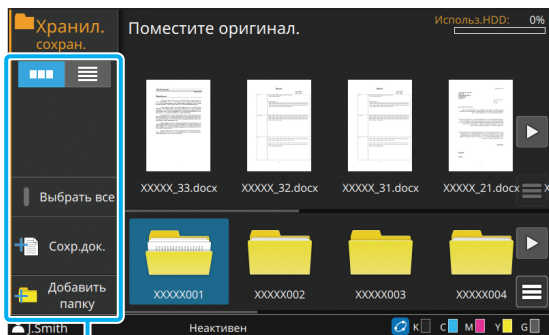 Хранил.
сохран.
Поместите оригинал.
Использ.HDD: 0%
XXXXX_33.docx
XXXXX_32.docx
XXXXX_31.docx
XXXXX_21.docx
X
Выбрать все
Сохр.док.
Добавить
папку
XXXXX001
XXXXX002
XXXXX003
XXXXX004
J.Smith
Неактивен
K
C
M
Y
G